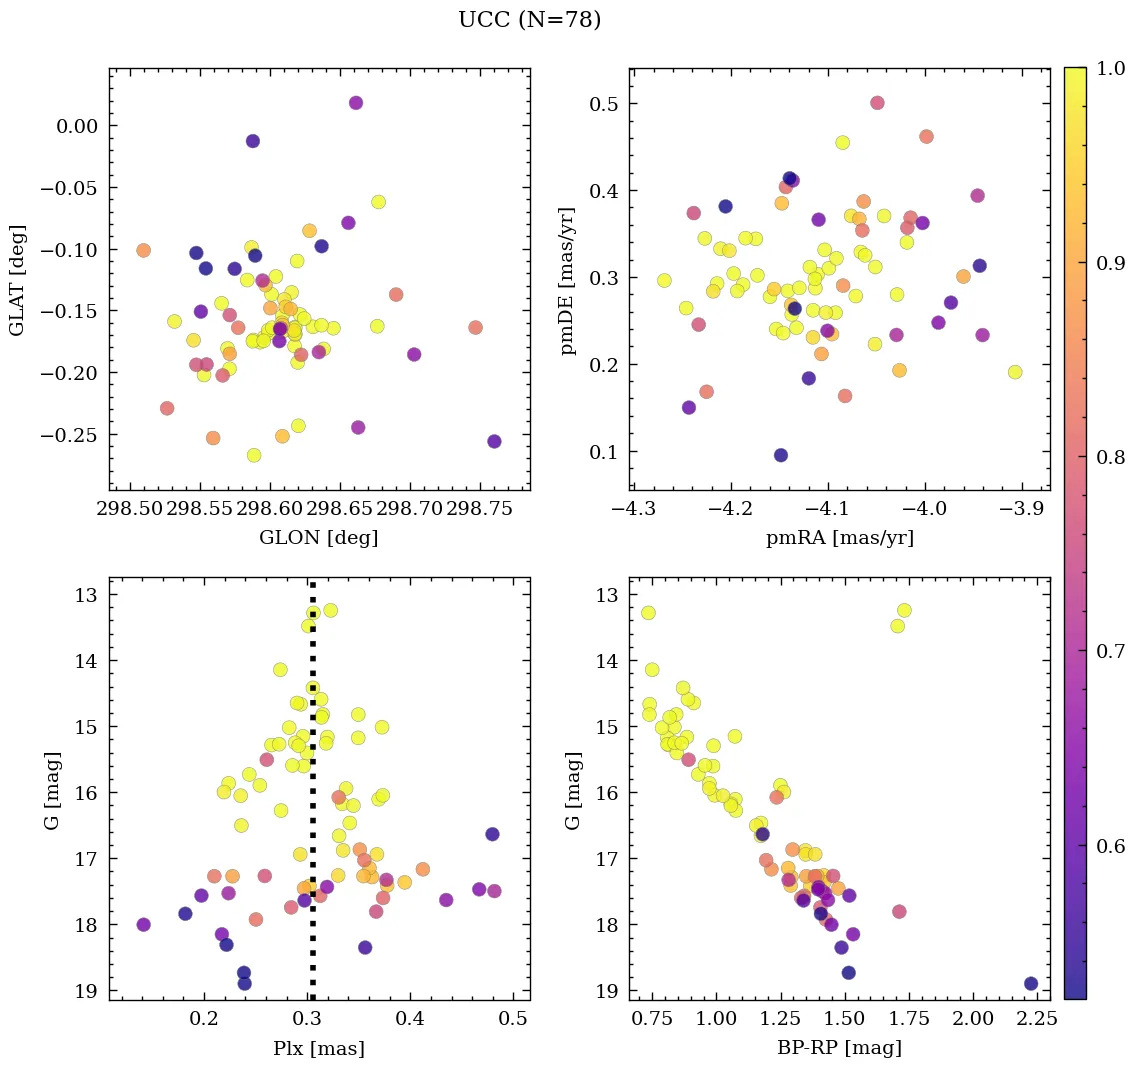 UCC (N=78)
0.00
−0.05
−0.10
−0.15
−0.20
−0.25
GLAT [deg]
298.50 298.55 298.60 298.65 298.70 298.75
GLON [deg]
0.5
0.4
0.3
0.2
0.1
pmDE [mas/yr]
−4.3 −4.2 −4.1 −4.0 −3.9
pmRA [mas/yr]
13
14
15
16
17
18
19
G [mag]
0.2 0.3 0.4 0.5
Plx [mas]
13
14
15
16
17
18
19
G [mag]
0.75 1.00 1.25 1.50 1.75 2.00 2.25
BP-RP [mag]
1.0
0.9
0.8
0.7
0.6